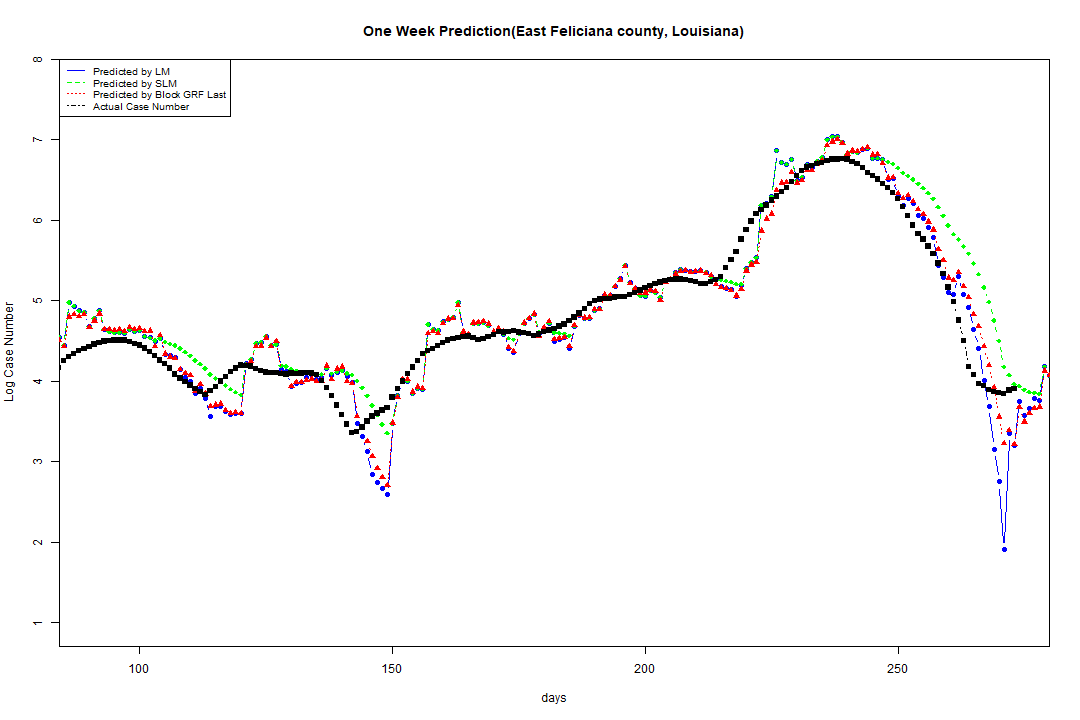 One Week Prediction(East Feliciana county, Louisiana)
Predicted by LM
Predicted by SLM
Predicted by Block GRF Last
Actual Case Number
8
7
6
5
4
3
2
1
Log Case Number
100 150 200 250
days